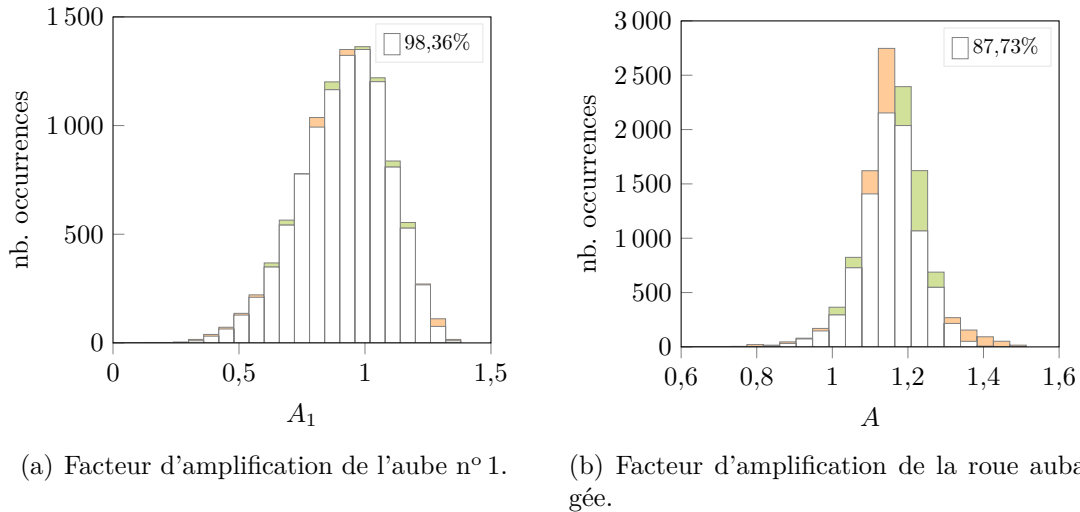 1 500
1 000
500
0
nb. occurrences
98,36%
0 0,5 1 1,5
A1
(a) Facteur d'amplification de l'aube nº 1.
3 000
2 500
2 000
1 500
1 000
500
0
nb. occurrences
87,73%
0,6 0,8 1 1,2 1,4 1,6
A
(b) Facteur d'amplification de la roue auba-
gée.